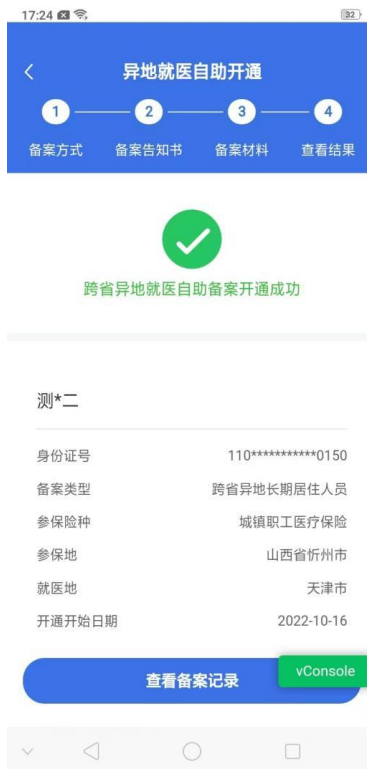 17:24
32
异地就医自助开通
1
2
3
4
备案方式
备案告知书
备案材料
查看结果
跨省异地就医自助备案开通成功
测*二
身份证号 110***********0150
备案类型 跨省异地长期居住人员
参保险种 城镇职工医疗保险
参保地 山西省忻州市
就医地 天津市
开通开始日期 2022-10-16
vConsole
查看备案记录